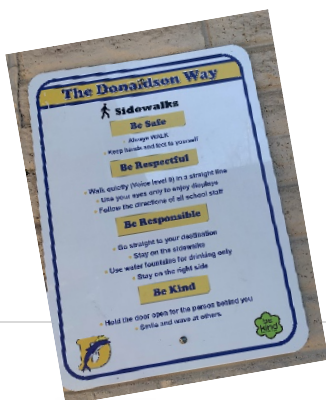 The Donaldson Way
Sidewalks
Be Safe
Always WALK
Keep hands and feet to yourself
Be Respectful
Walk quietly (Voice level 0) in a straight line
Use your eyes only to enjoy displays
Follow the directions of all school staff
Be Responsible
Go straight to your destination
Stay on the sidewalks
Use water fountains for drinking only
Stay on the right side
Be Kind
Hold the door open for the person behind you
Smile and wave at others.
be
kind